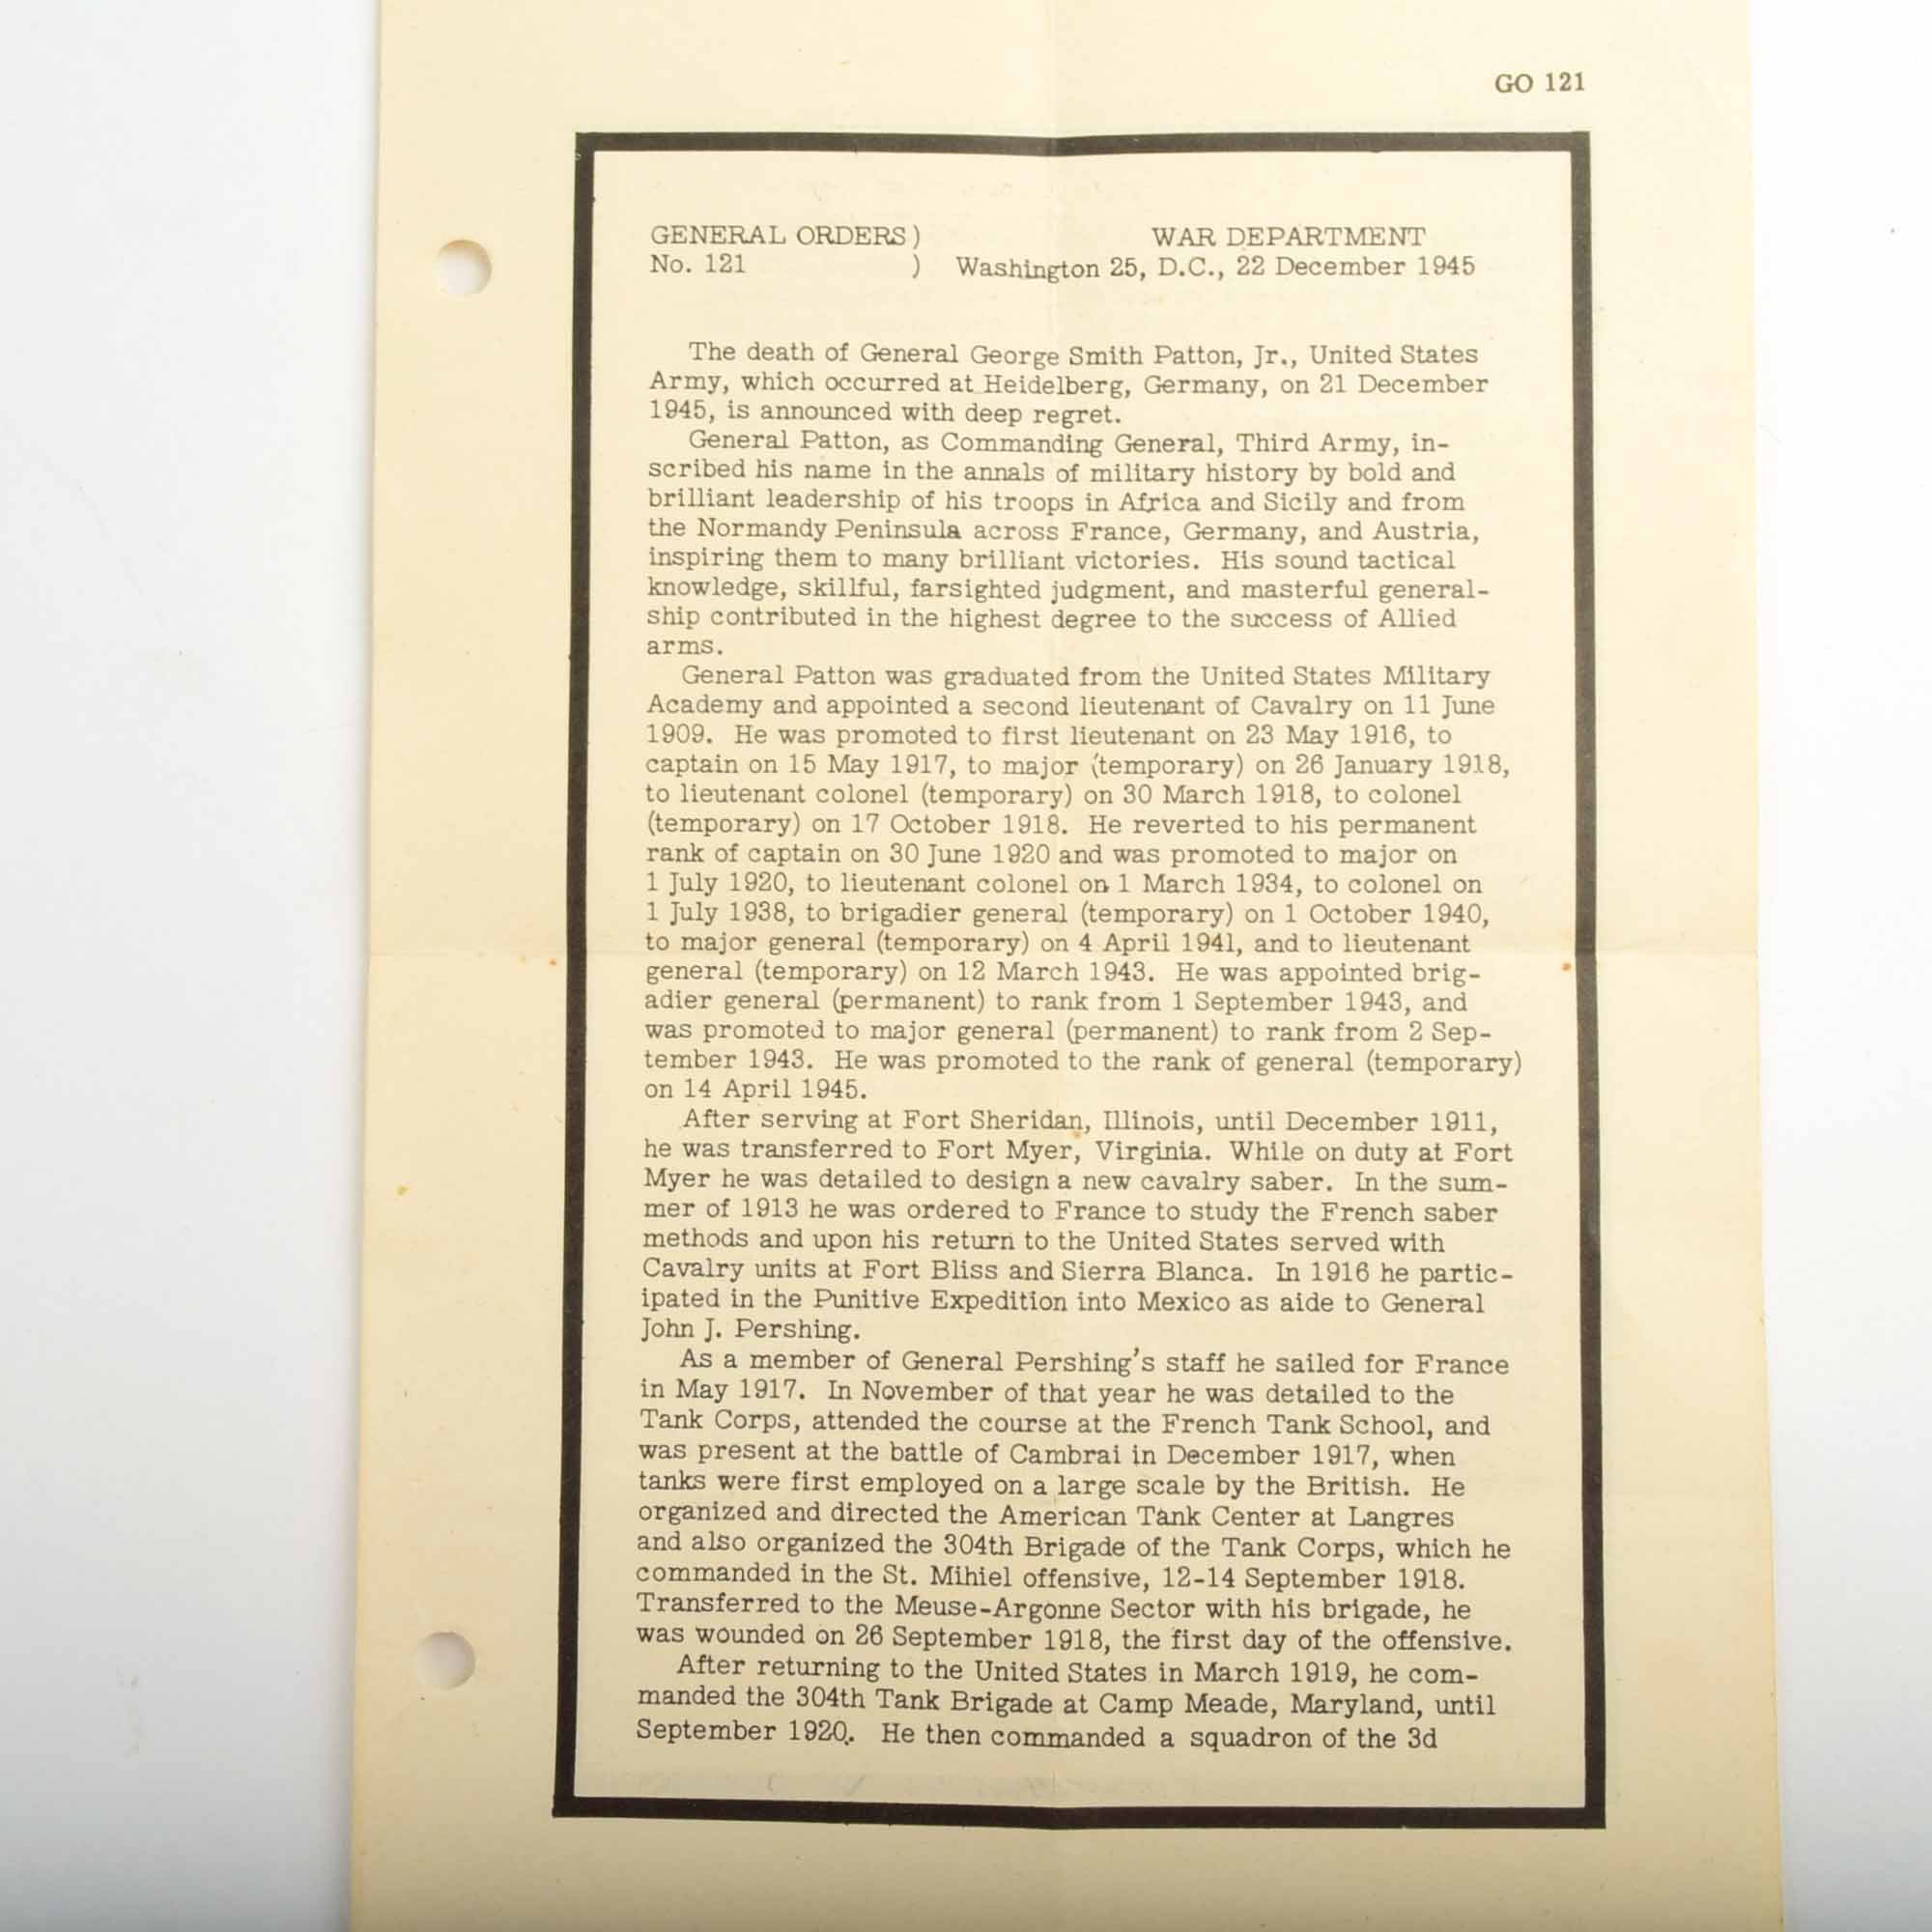 GO 121
GENERAL ORDERS) WAR DEPARTMENT
No. 121 ) Washington 25, D.C., 22 December 1945
The death of General George Smith Patton, Jr., United States
Army, which occurred at Heidelberg, Germany, on 21 December
1945, is announced with deep regret.
General Patton, as Commanding General, Third Army, in-
scribed his name in the annals of military history by bold and
brilliant leadership of his troops in Africa and Sicily and from
the Normandy Peninsula across France, Germany, and Austria,
inspiring them to many brilliant victories. His sound tactical
knowledge, skillful, farsighted judgment, and masterful general-
ship contributed in the highest degree to the success of Allied
arms.
General Patton was graduated from the United States Military
Academy and appointed a second lieutenant of Cavalry on 11 June
1909. He was promoted to first lieutenant on 23 May 1916, to
captain on 15 May 1917, to major (temporary) on 26 January 1918,
to lieutenant colonel (temporary) on 30 March 1918, to colonel
(temporary) on 17 October 1918. He reverted to his permanent
rank of captain on 30 June 1920 and was promoted to major on
1 July 1920, to lieutenant colonel on 1 March 1934, to colonel on
1 July 1938, to brigadier general (temporary) on 1 October 1940,
to major general (temporary) on 4 April 1941, and to lieutenant
general (temporary) on 12 March 1943. He was appointed brig-
adier general (permanent) to rank from 1 September 1943, and
was promoted to major general (permanent) to rank from 2 Sep-
tember 1943. He was promoted to the rank of general (temporary)
on 14 April 1945.
After serving at Fort Sheridan, Illinois, until December 1911,
he was transferred to Fort Myer, Virginia. While on duty at Fort
Myer he was detailed to design a new cavalry saber. In the sum-
mer of 1913 he was ordered to France to study the French saber
methods and upon his return to the United States served with
Cavalry units at Fort Bliss and Sierra Blanca. In 1916 he partic-
ipated in the Punitive Expedition into Mexico as aide to General
John J. Pershing.
As a member of General Pershing's staff he sailed for France
in May 1917. In November of that year he was detailed to the
Tank Corps, attended the course at the French Tank School, and
was present at the battle of Cambrai in December 1917, when
tanks were first employed on a large scale by the British. He
organized and directed the American Tank Center at Langres
and also organized the 304th Brigade of the Tank Corps, which he
commanded in the St. Mihiel offensive, 12-14 September 1918.
Transferred to the Meuse-Argonne Sector with his brigade, he
was wounded on 26 September 1918, the first day of the offensive.
After returning to the United States in March 1919, he com-
manded the 304th Tank Brigade at Camp Meade, Maryland, until
September 1920. He then commanded a squadron of the 3d